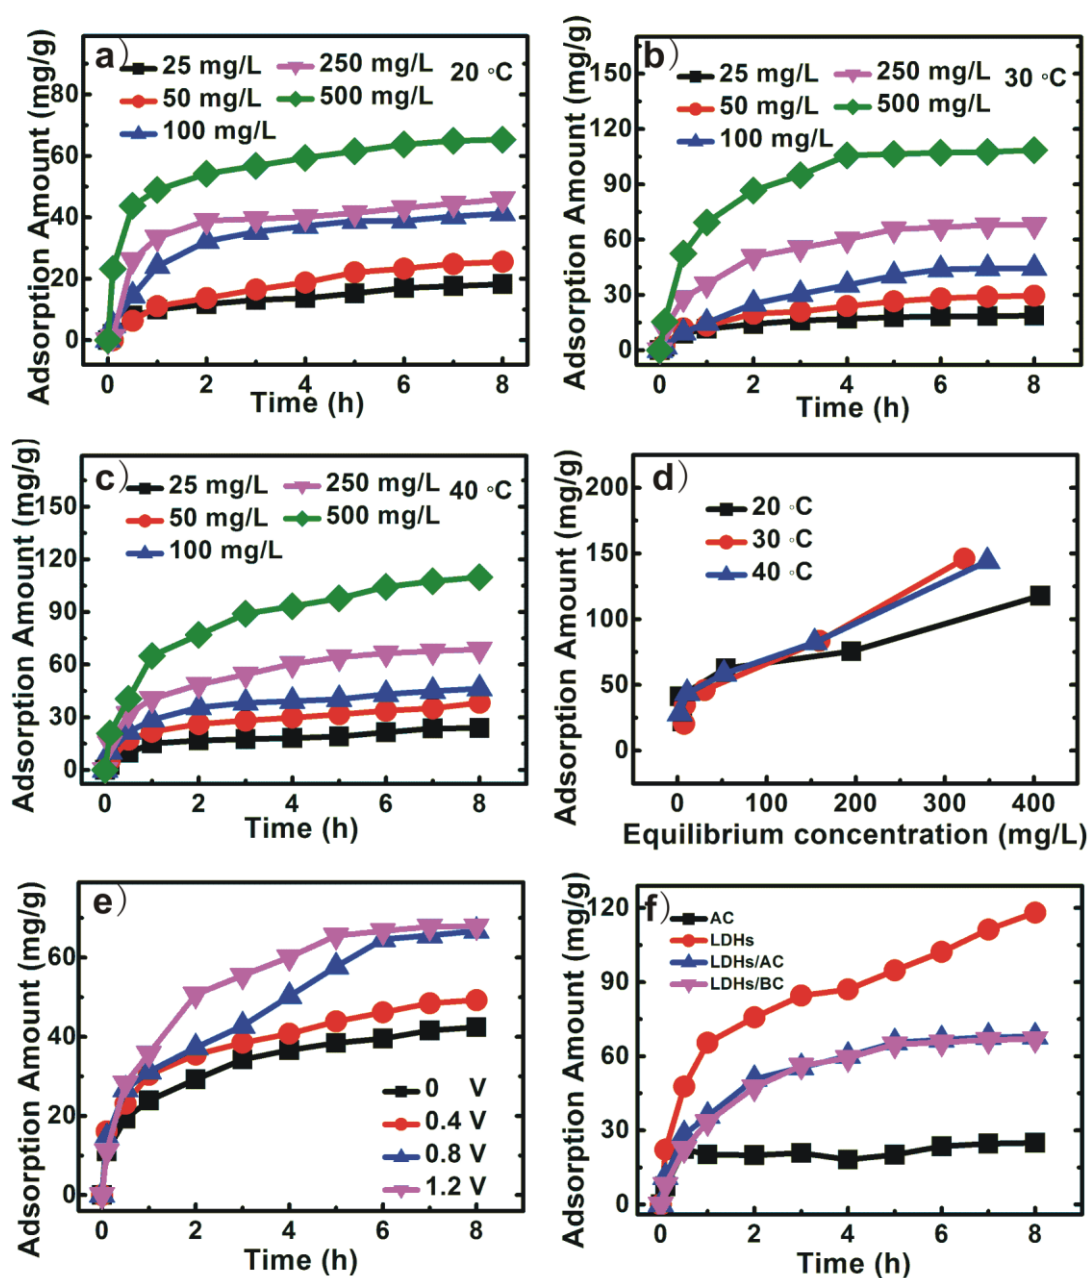 a)
25 mg/L
50 mg/L
100 mg/L
250 mg/L
500 mg/L
20 °C
80
60
40
20
0
Adsorption Amount (mg/g)
0 2 4 6 8
Time (h)
b)
25 mg/L
50 mg/L
100 mg/L
250 mg/L
500 mg/L
30 °C
150
120
90
60
30
0
Adsorption Amount (mg/g)
0 2 4 6 8
Time (h)
c)
25 mg/L
50 mg/L
100 mg/L
250 mg/L
500 mg/L
40 °C
150
120
90
60
30
0
Adsorption Amount (mg/g)
0 2 4 6 8
Time (h)
d)
20 °C
30 °C
40 °C
200
150
100
50
0
Adsorption Amount (mg/g)
0 100 200 300 400
Equilibrium concentration (mg/L)
e)
60
40
20
0
0 V
0.4 V
0.8 V
1.2 V
Adsorption Amount (mg/g)
0 2 4 6 8
Time (h)
f)
AC
LDHs
LDHs/AC
LDHs/BC
120
90
60
30
0
Adsorption Amount (mg/g)
0 2 4 6 8
Time (h)